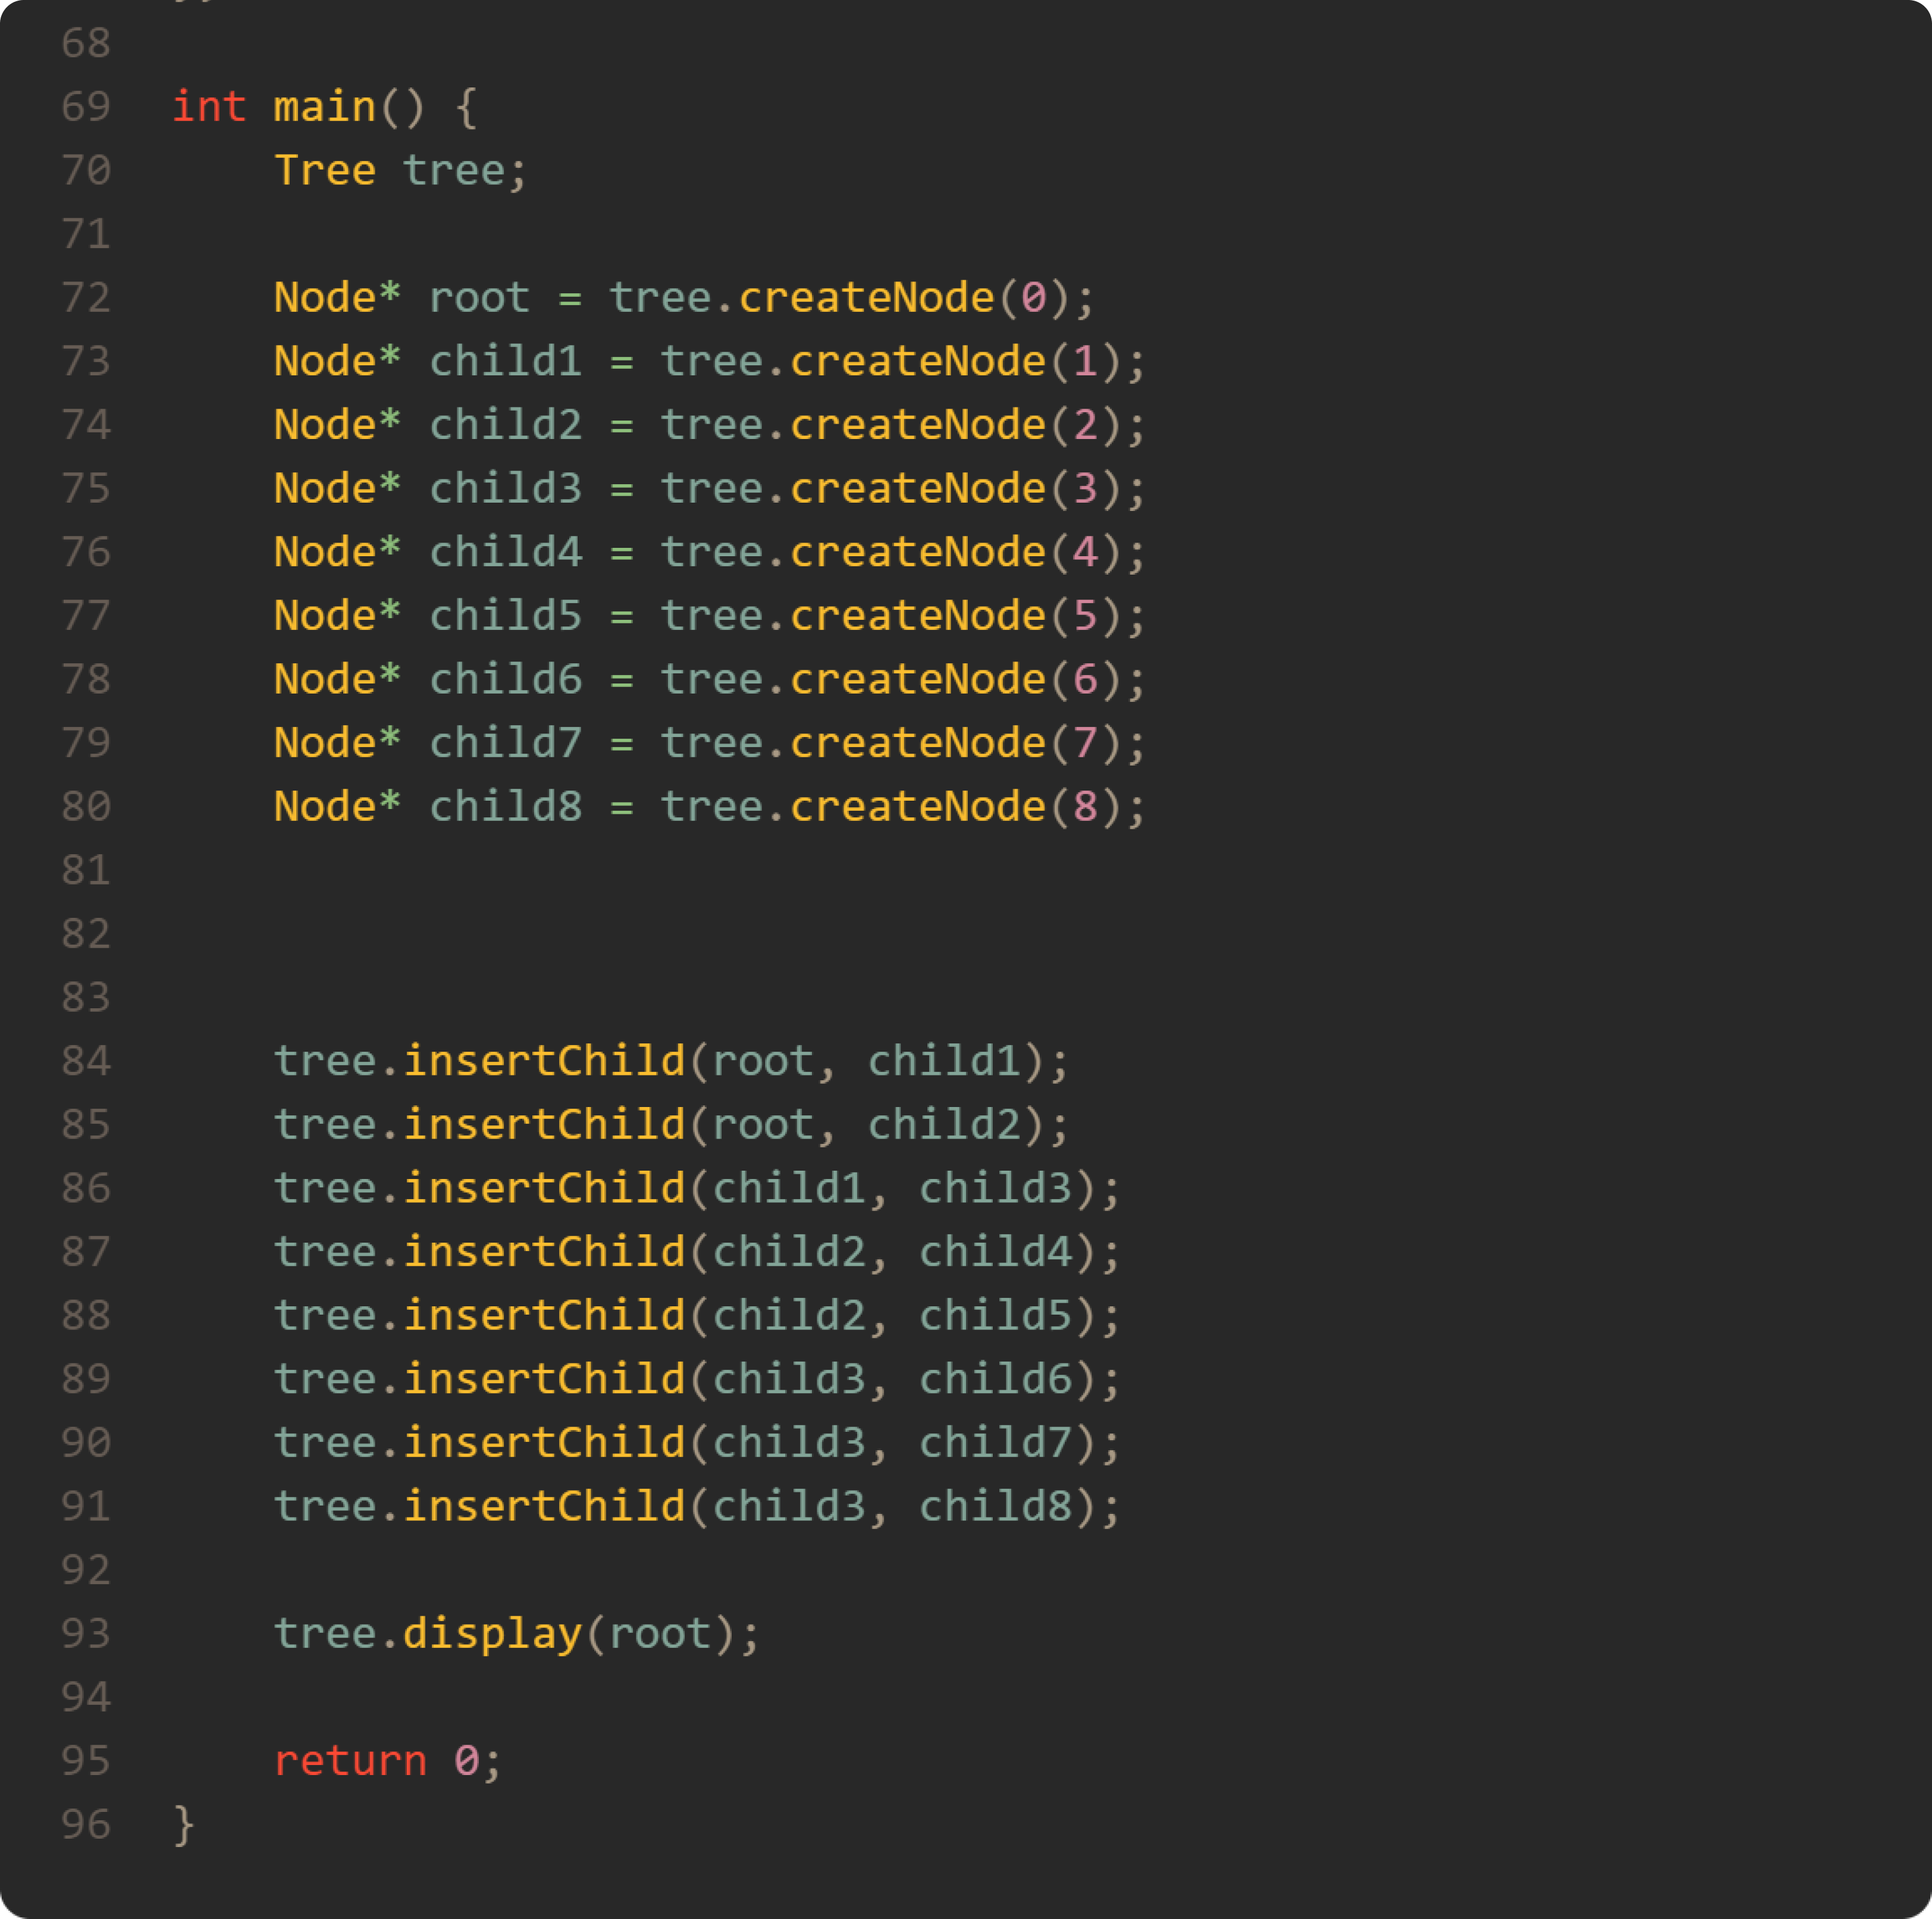 68
69 int main() {
70     Tree tree;
71
72     Node* root = tree.createNode(0);
73     Node* child1 = tree.createNode(1);
74     Node* child2 = tree.createNode(2);
75     Node* child3 = tree.createNode(3);
76     Node* child4 = tree.createNode(4);
77     Node* child5 = tree.createNode(5);
78     Node* child6 = tree.createNode(6);
79     Node* child7 = tree.createNode(7);
80     Node* child8 = tree.createNode(8);
81
82
83
84     tree.insertChild(root, child1);
85     tree.insertChild(root, child2);
86     tree.insertChild(child1, child3);
87     tree.insertChild(child2, child4);
88     tree.insertChild(child2, child5);
89     tree.insertChild(child3, child6);
90     tree.insertChild(child3, child7);
91     tree.insertChild(child3, child8);
92
93     tree.display(root);
94
95     return 0;
96 }